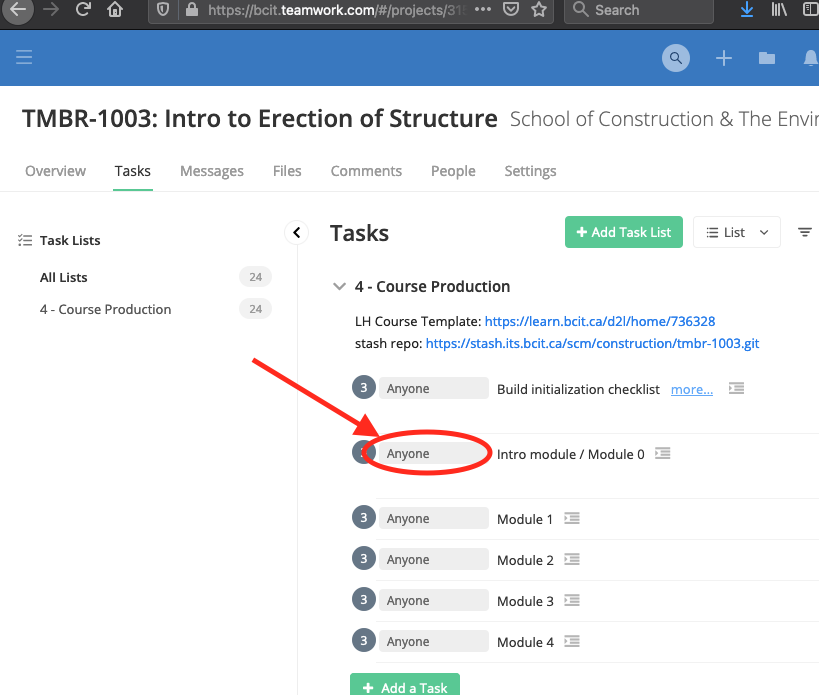 https://bcit.teamwork.com/#/projects/315
Search
TMBR-1003: Intro to Erection of Structure School of Construction & The
Overview Tasks Messages Files Comments People Settings
Task Lists
All Lists 24
4 - Course Production 24
Tasks
+ Add Task List
List
4 - Course Production
LH Course Template: https://learn.bcit.ca/d2l/home/736328
stash repo: https://stash.its.bcit.ca/scm/construction/tmbr-1003.git
3 Anyone Build initialization checklist more...
Anyone Intro module / Module 0
3 Anyone Module 1
3 Anyone Module 2
3 Anyone Module 3
3 Anyone Module 4
+ Add a Task